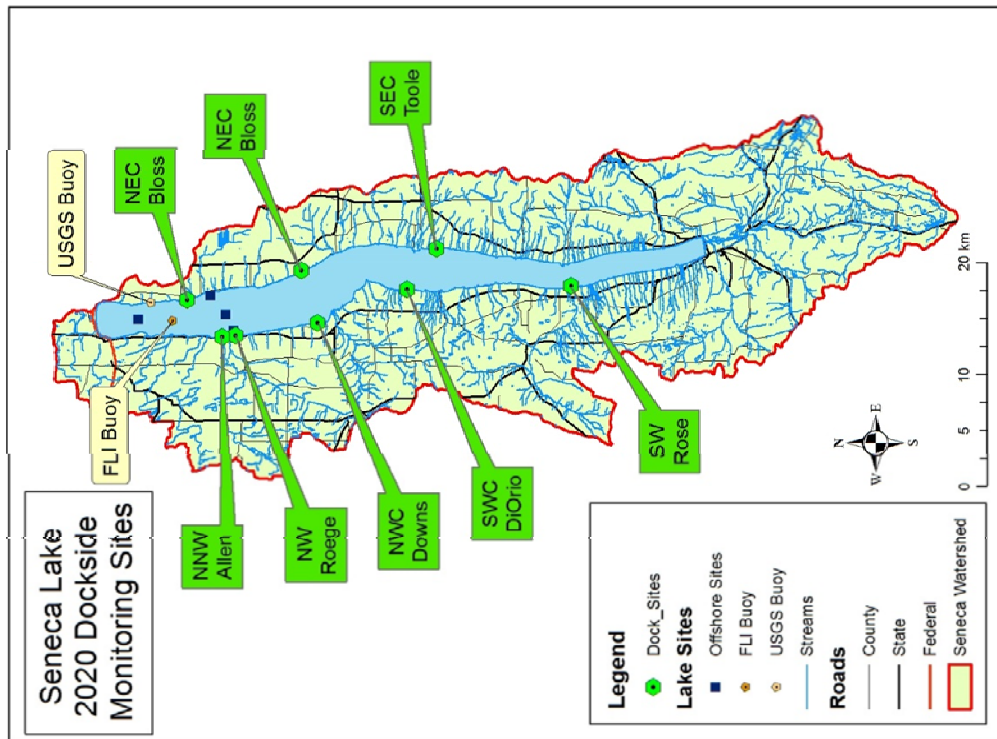 Seneca Lake
2020 Dockside
Monitoring Sites
USGS Buoy
NEC
Bloss
NEC
Bloss
SEC
Toole
FLI Buoy
NNW
Allen
NW
Roege
NWC
Downs
SWC
DiOrio
SW
Rose
N
W
E
S
0
5
10
20 km
Legend
Dock_Sites
Lake Sites
Offshore Sites
FLI Buoy
USGS Buoy
Streams
Roads
County
State
Federal
Seneca Watershed